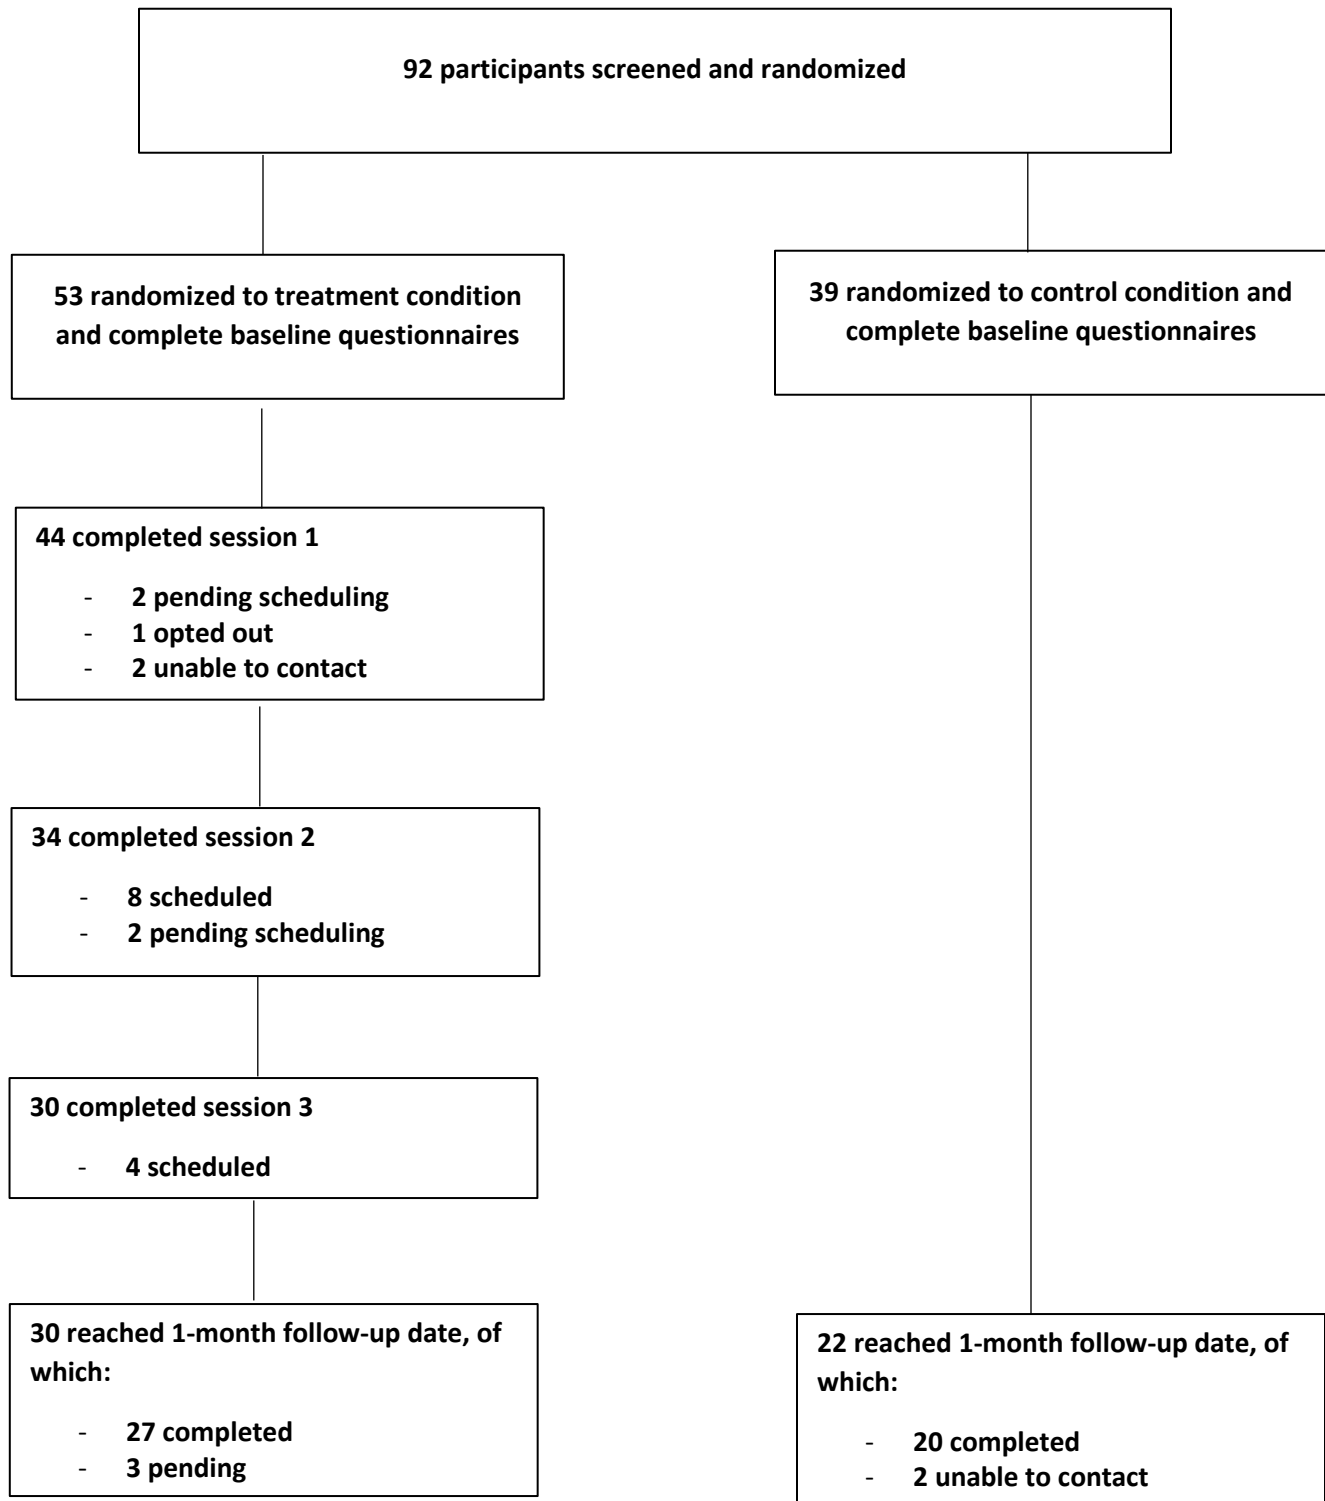 92 participants screened and randomized
53 randomized to treatment condition
and complete baseline questionnaires
39 randomized to control condition and
complete baseline questionnaires
44 completed session 1
- 2 pending scheduling
- 1 opted out
- 2 unable to contact
34 completed session 2
- 8 scheduled
- 2 pending scheduling
30 completed session 3
- 4 scheduled
30 reached 1-month follow-up date, of
which:
- 27 completed
- 3 pending
22 reached 1-month follow-up date, of
which:
- 20 completed
- 2 unable to contact